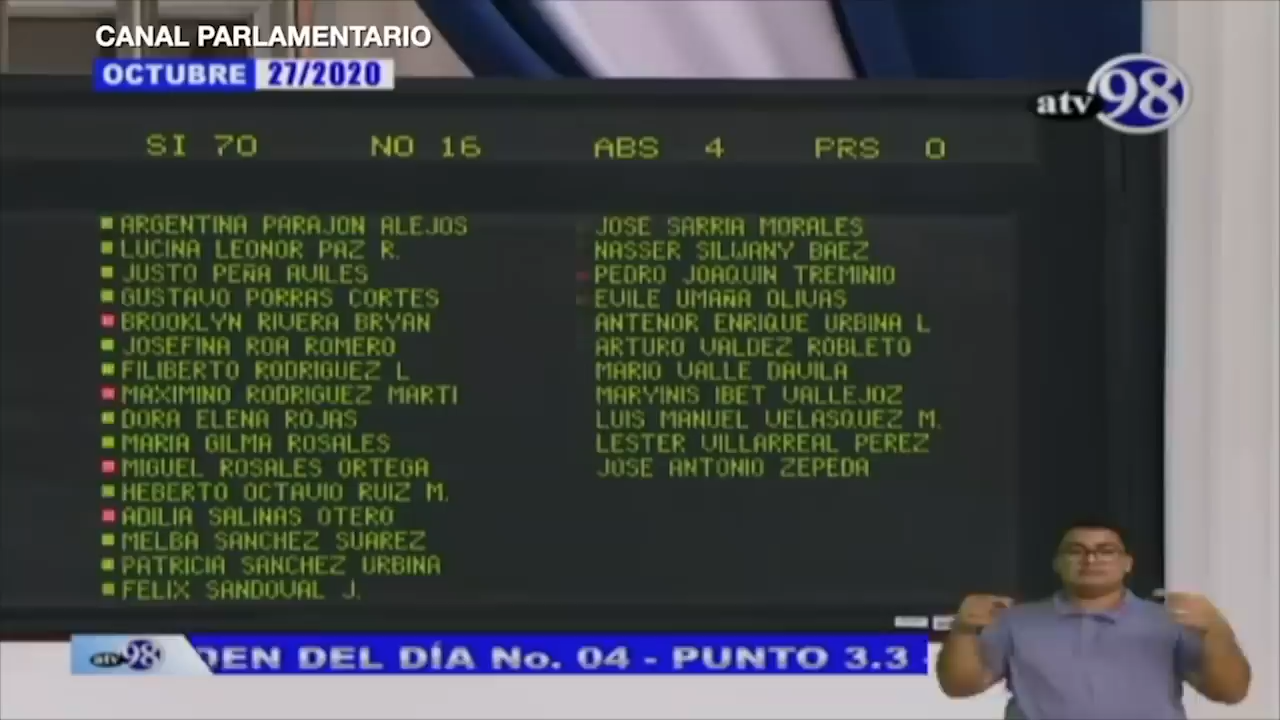 CANAL PARLAMENTARIO
OCTUBRE 27/2020
atv 98
SI 70 NO 16 ABS 4 PRS 0
ARGENTINA PARAJON ALEJOS
LUCINA LEONOR PAZ R.
JUSTO PEÑA AVILES
GUSTAVO PORRAS CORTES
BROOKLYN RIVERA BRYAN
JOSEFINA ROA ROMERO
FILIBERTO RODRIGUEZ L
MAXIMINO RODRIGUEZ MARTI
DORA ELENA ROJAS
MARIA GILMA ROSALES
MIGUEL ROSALES ORTEGA
HEBERTO OCTAVIO RUIZ M.
ADILIA SALINAS OTERO
MELBA SANCHEZ SUAREZ
PATRICIA SANCHEZ URBINA
FELIX SANDOVAL J.
JOSE SARRIA MORALES
NASSER SILWANY BAEZ
PEDRO JOAQUIN TREMINIO
EVILE UMAÑA OLIVAS
ANTENOR ENRIQUE URBINA L
ARTURO VALDEZ ROBLETO
MARIO VALLE DAVILA
MARYINIS IBET VALLEJOZ
LUIS MANUEL VELASQUEZ M.
LESTER VILLARREAL PEREZ
JOSE ANTONIO ZEPEDA
atv 98
DEN DEL DÍA No. 04 - PUNTO 3.3 -